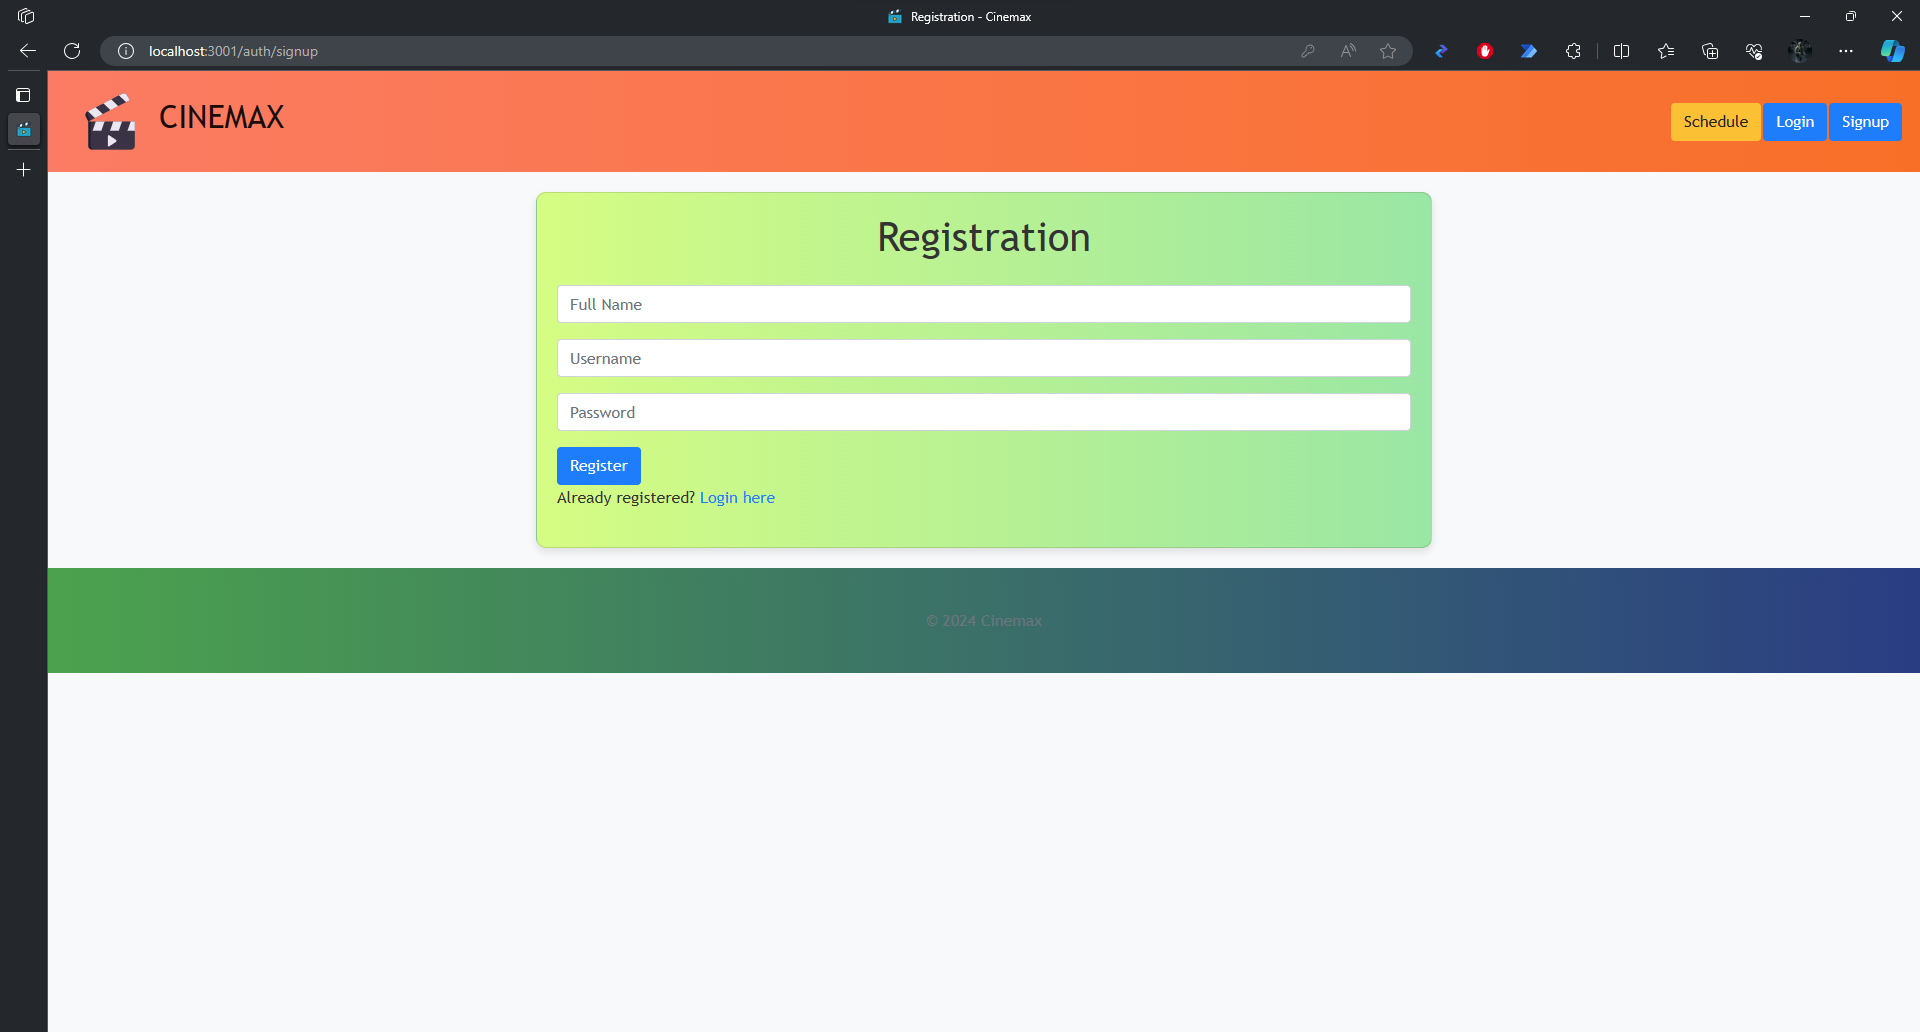 Registration - Cinemax
localhost:3001/auth/signup
CINEMAX
Schedule
Login
Signup
Registration
Full Name
Username
Password
Register
Already registered? Login here
© 2024 Cinemax